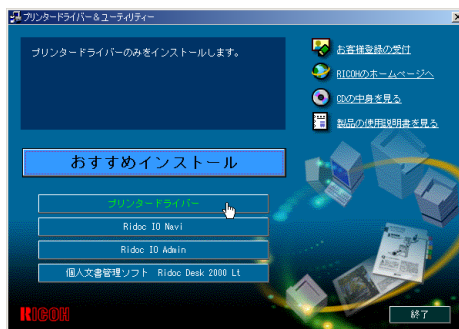 プリンタードライバー&ユーティリティー
プリンタードライバーのみをインストールします。
お客様登録の受付
RICOHのホームページへ
CDの中身を見る
製品の使用説明書を見る
おすすめインストール
プリンタードライバー
Ridoc IO Navi
Ridoc IO Admin
個人文書管理ソフト Ridoc Desk 2000 Lt
RICOH
終了